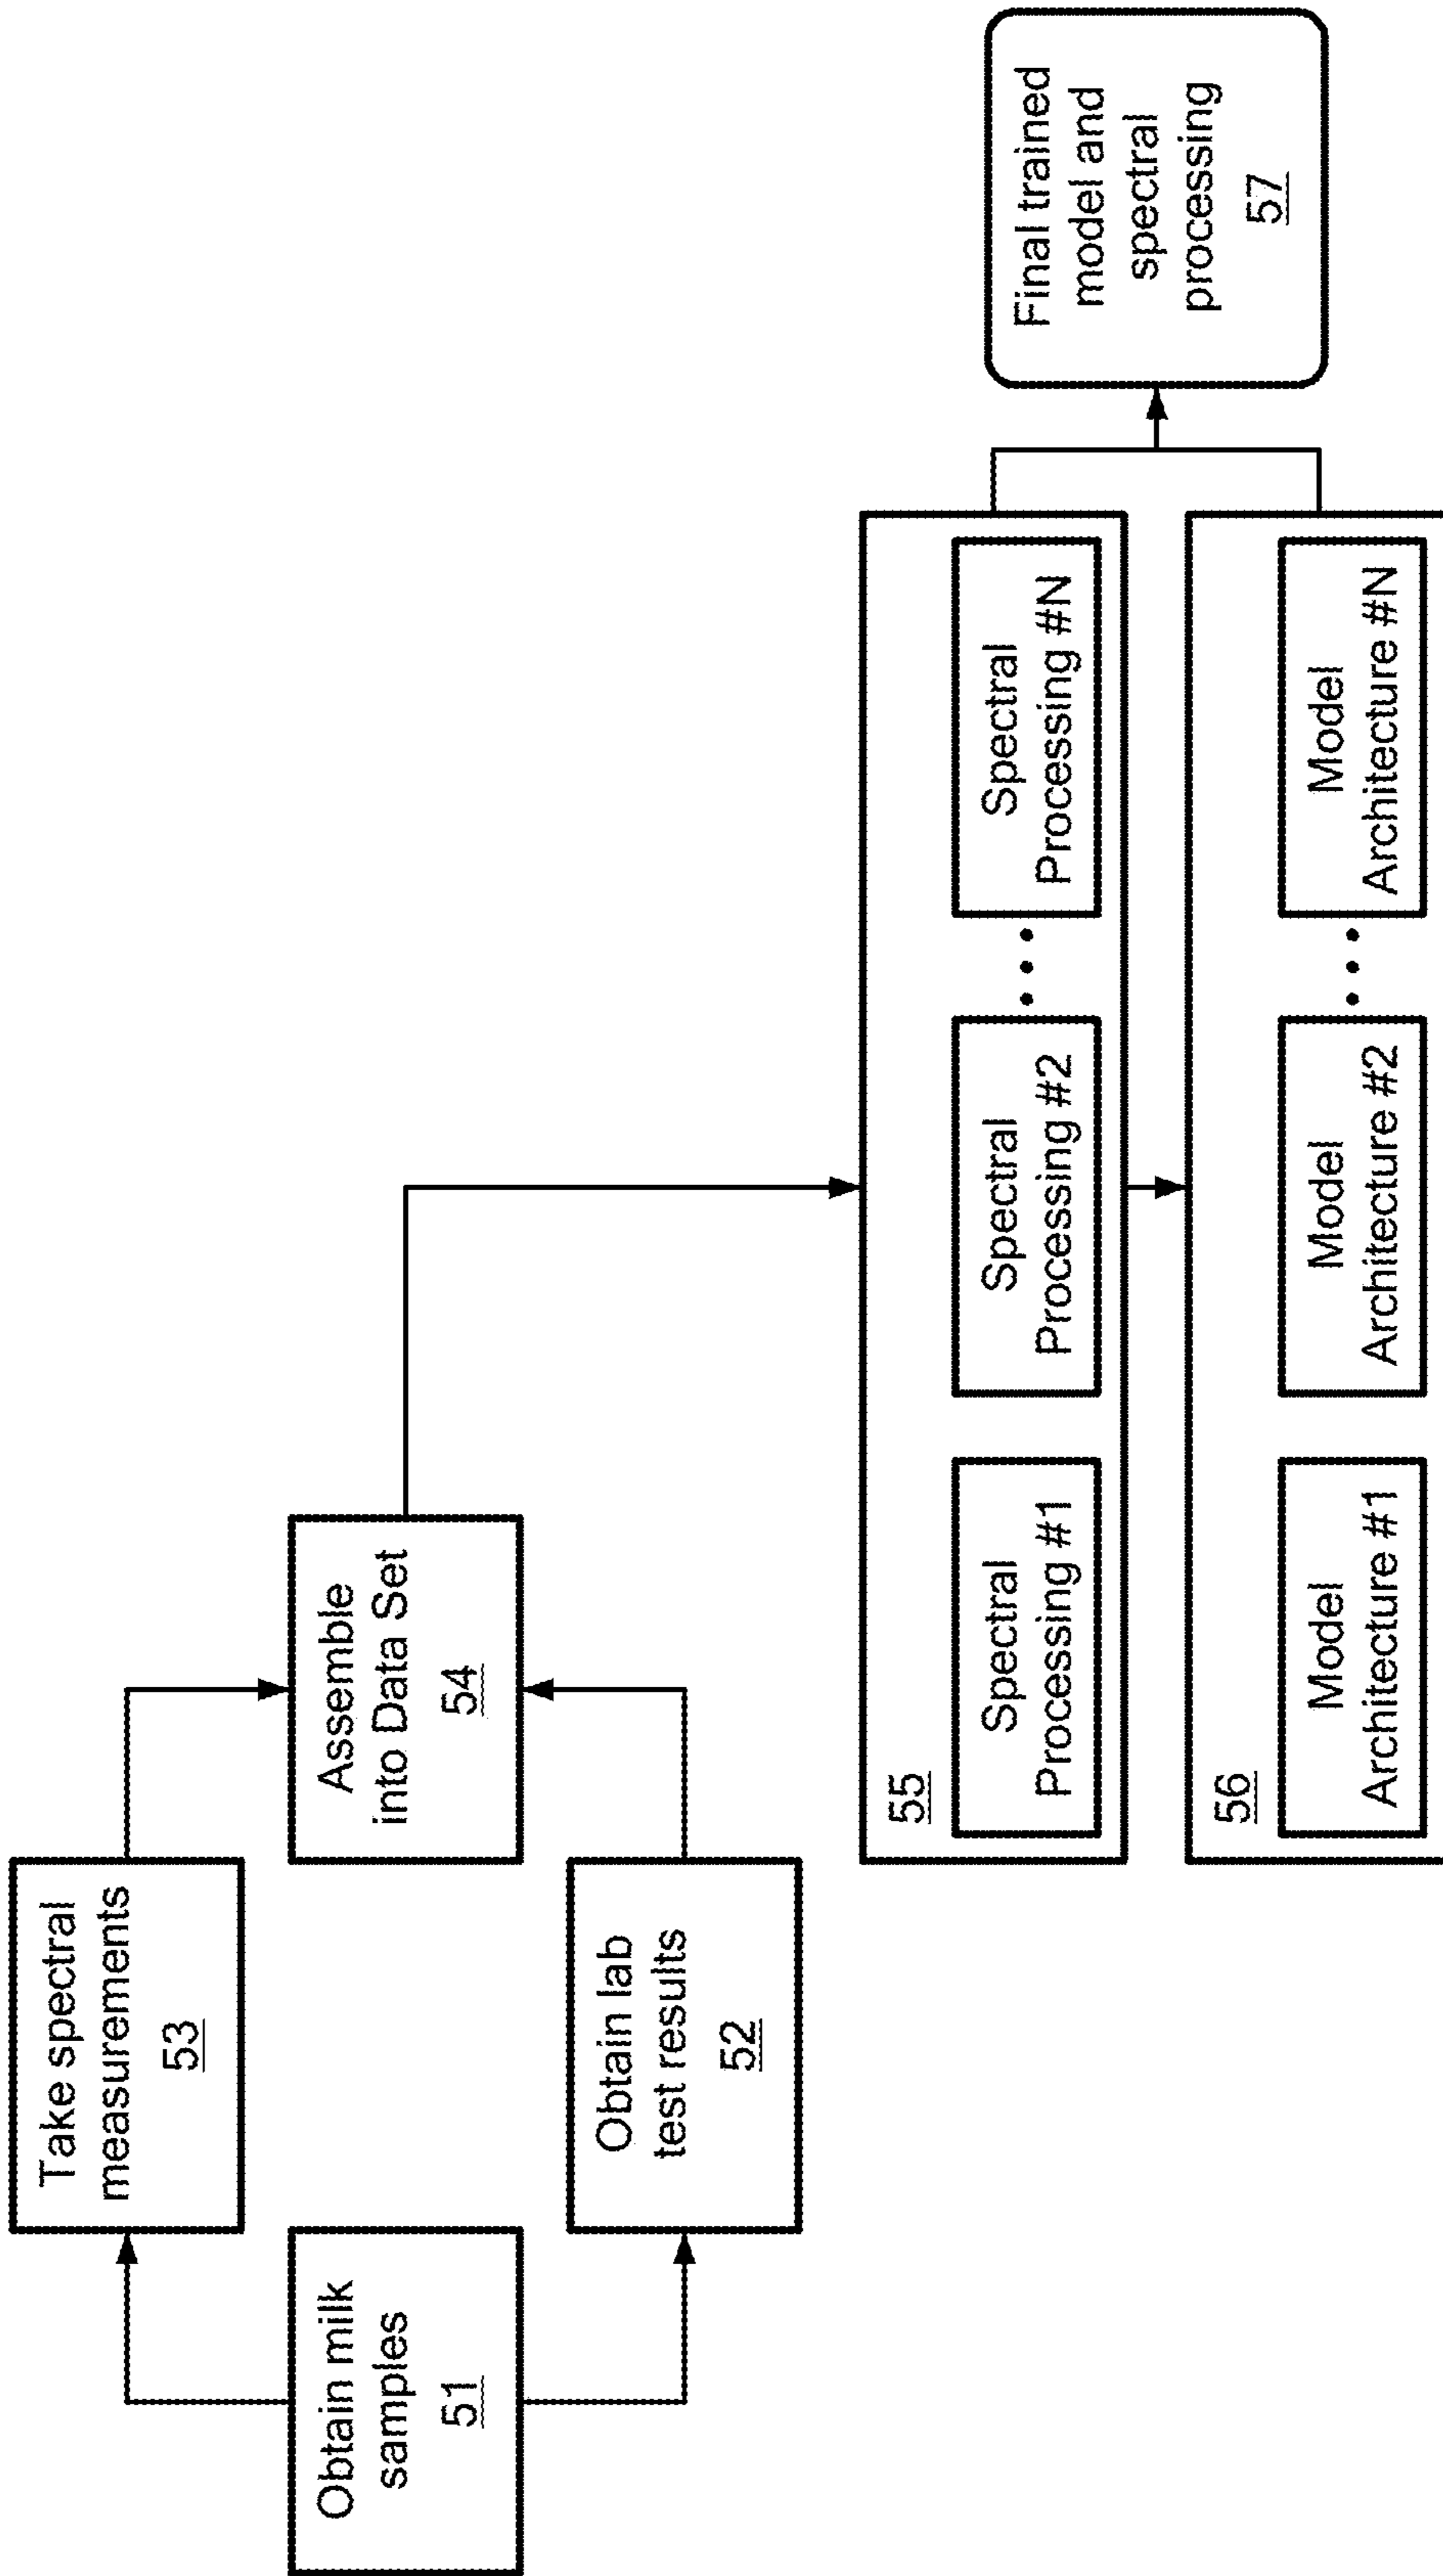 Obtain milk
samples
51
Take spectral
measurements
53
Obtain lab
test results
52
Assemble
into Data Set
54
55
Spectral
Processing #1
Spectral
Processing #2
• • •
Spectral
Processing #N
56
Model
Architecture #1
Model
Architecture #2
• • •
Model
Architecture #N
Final trained
model and
spectral
processing
57